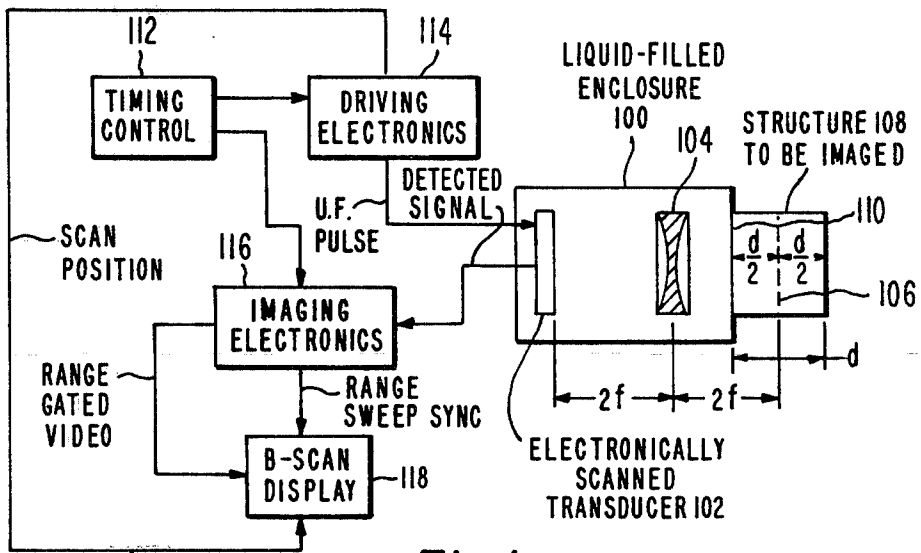 112
TIMING
CONTROL
114
DRIVING
ELECTRONICS
LIQUID-FILLED
ENCLOSURE
100
104
STRUCTURE 108
TO BE IMAGED
110
d/2
d/2
106
d
DETECTED
SIGNAL
U.F.
PULSE
SCAN
POSITION
116
IMAGING
ELECTRONICS
RANGE
GATED
VIDEO
RANGE
SWEEP SYNC
2f
2f
B-SCAN
DISPLAY
118
ELECTRONICALLY
SCANNED
TRANSDUCER 102